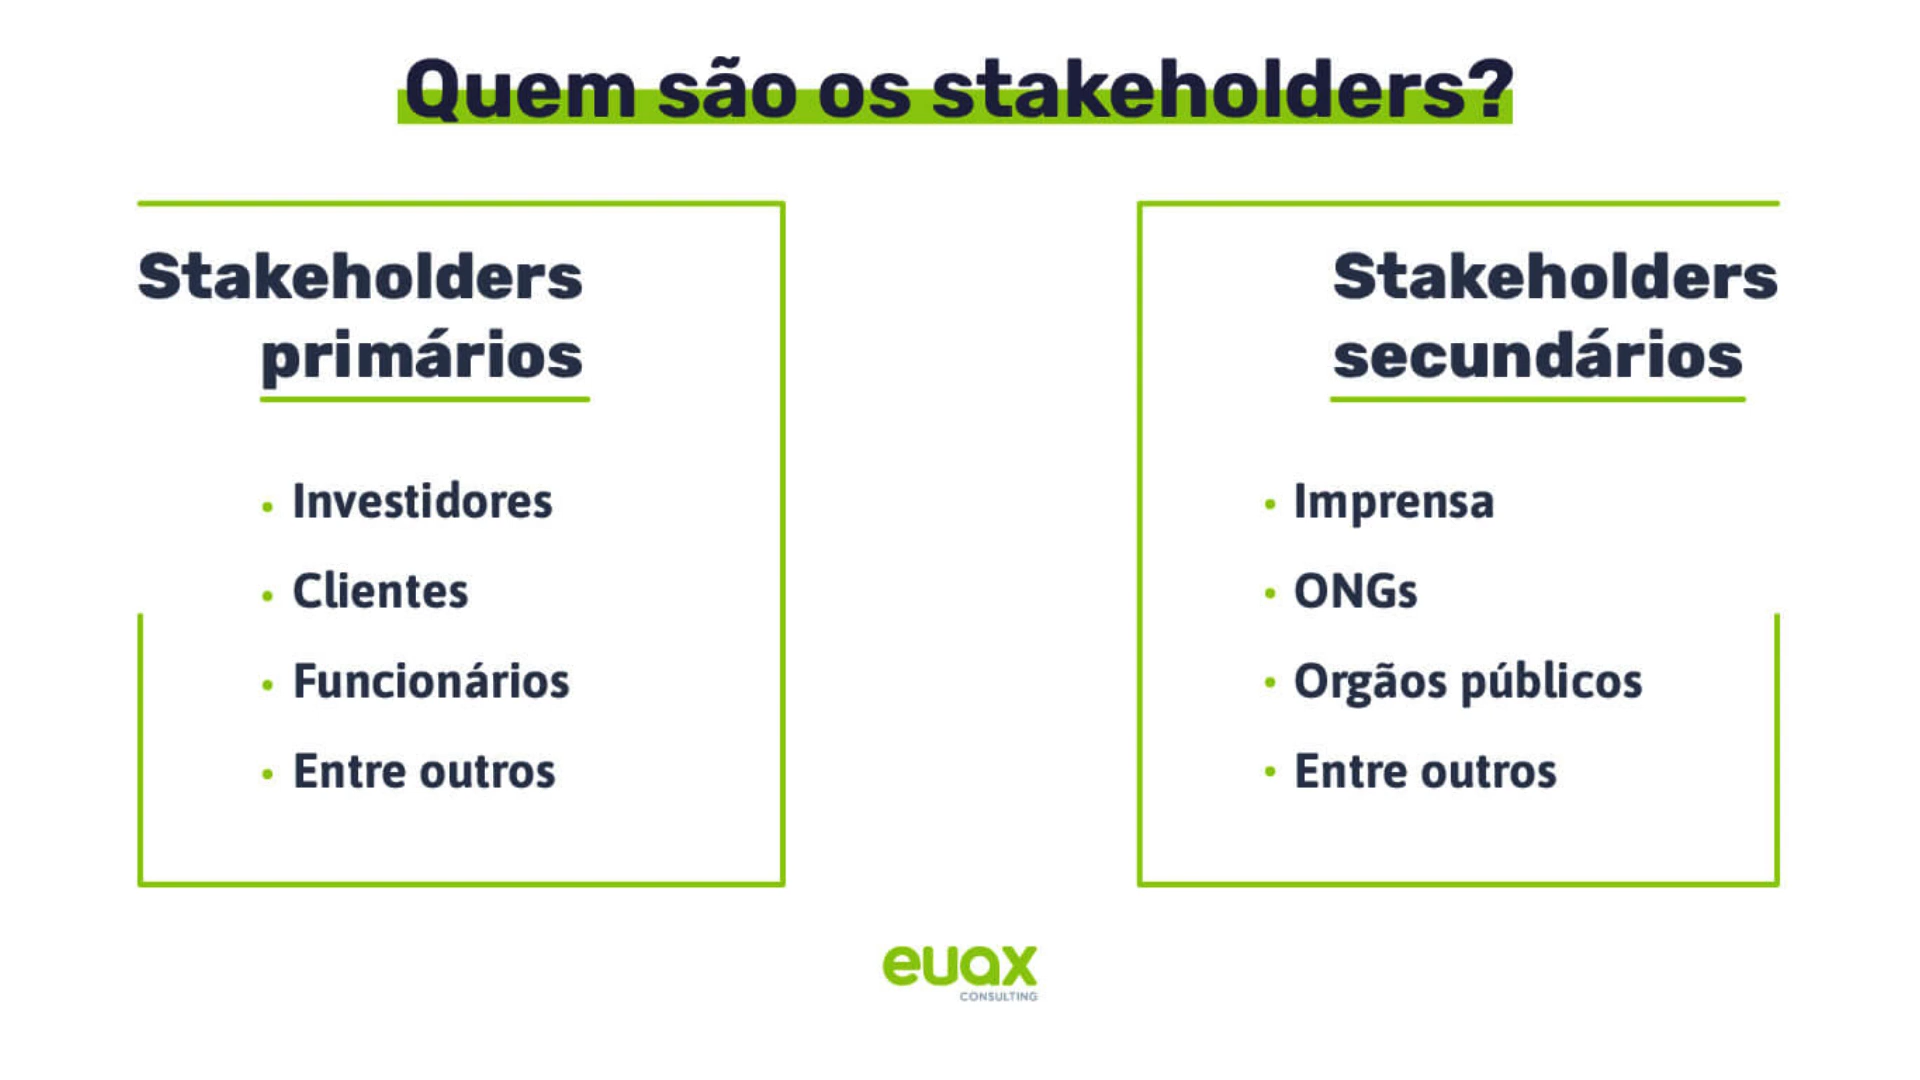 Quem são os stakeholders?
Stakeholders
primários
• Investidores
• Clientes
• Funcionários
• Entre outros
Stakeholders
secundários
• Imprensa
• ONGs
• Orgãos públicos
• Entre outros
euax
CONSULTING